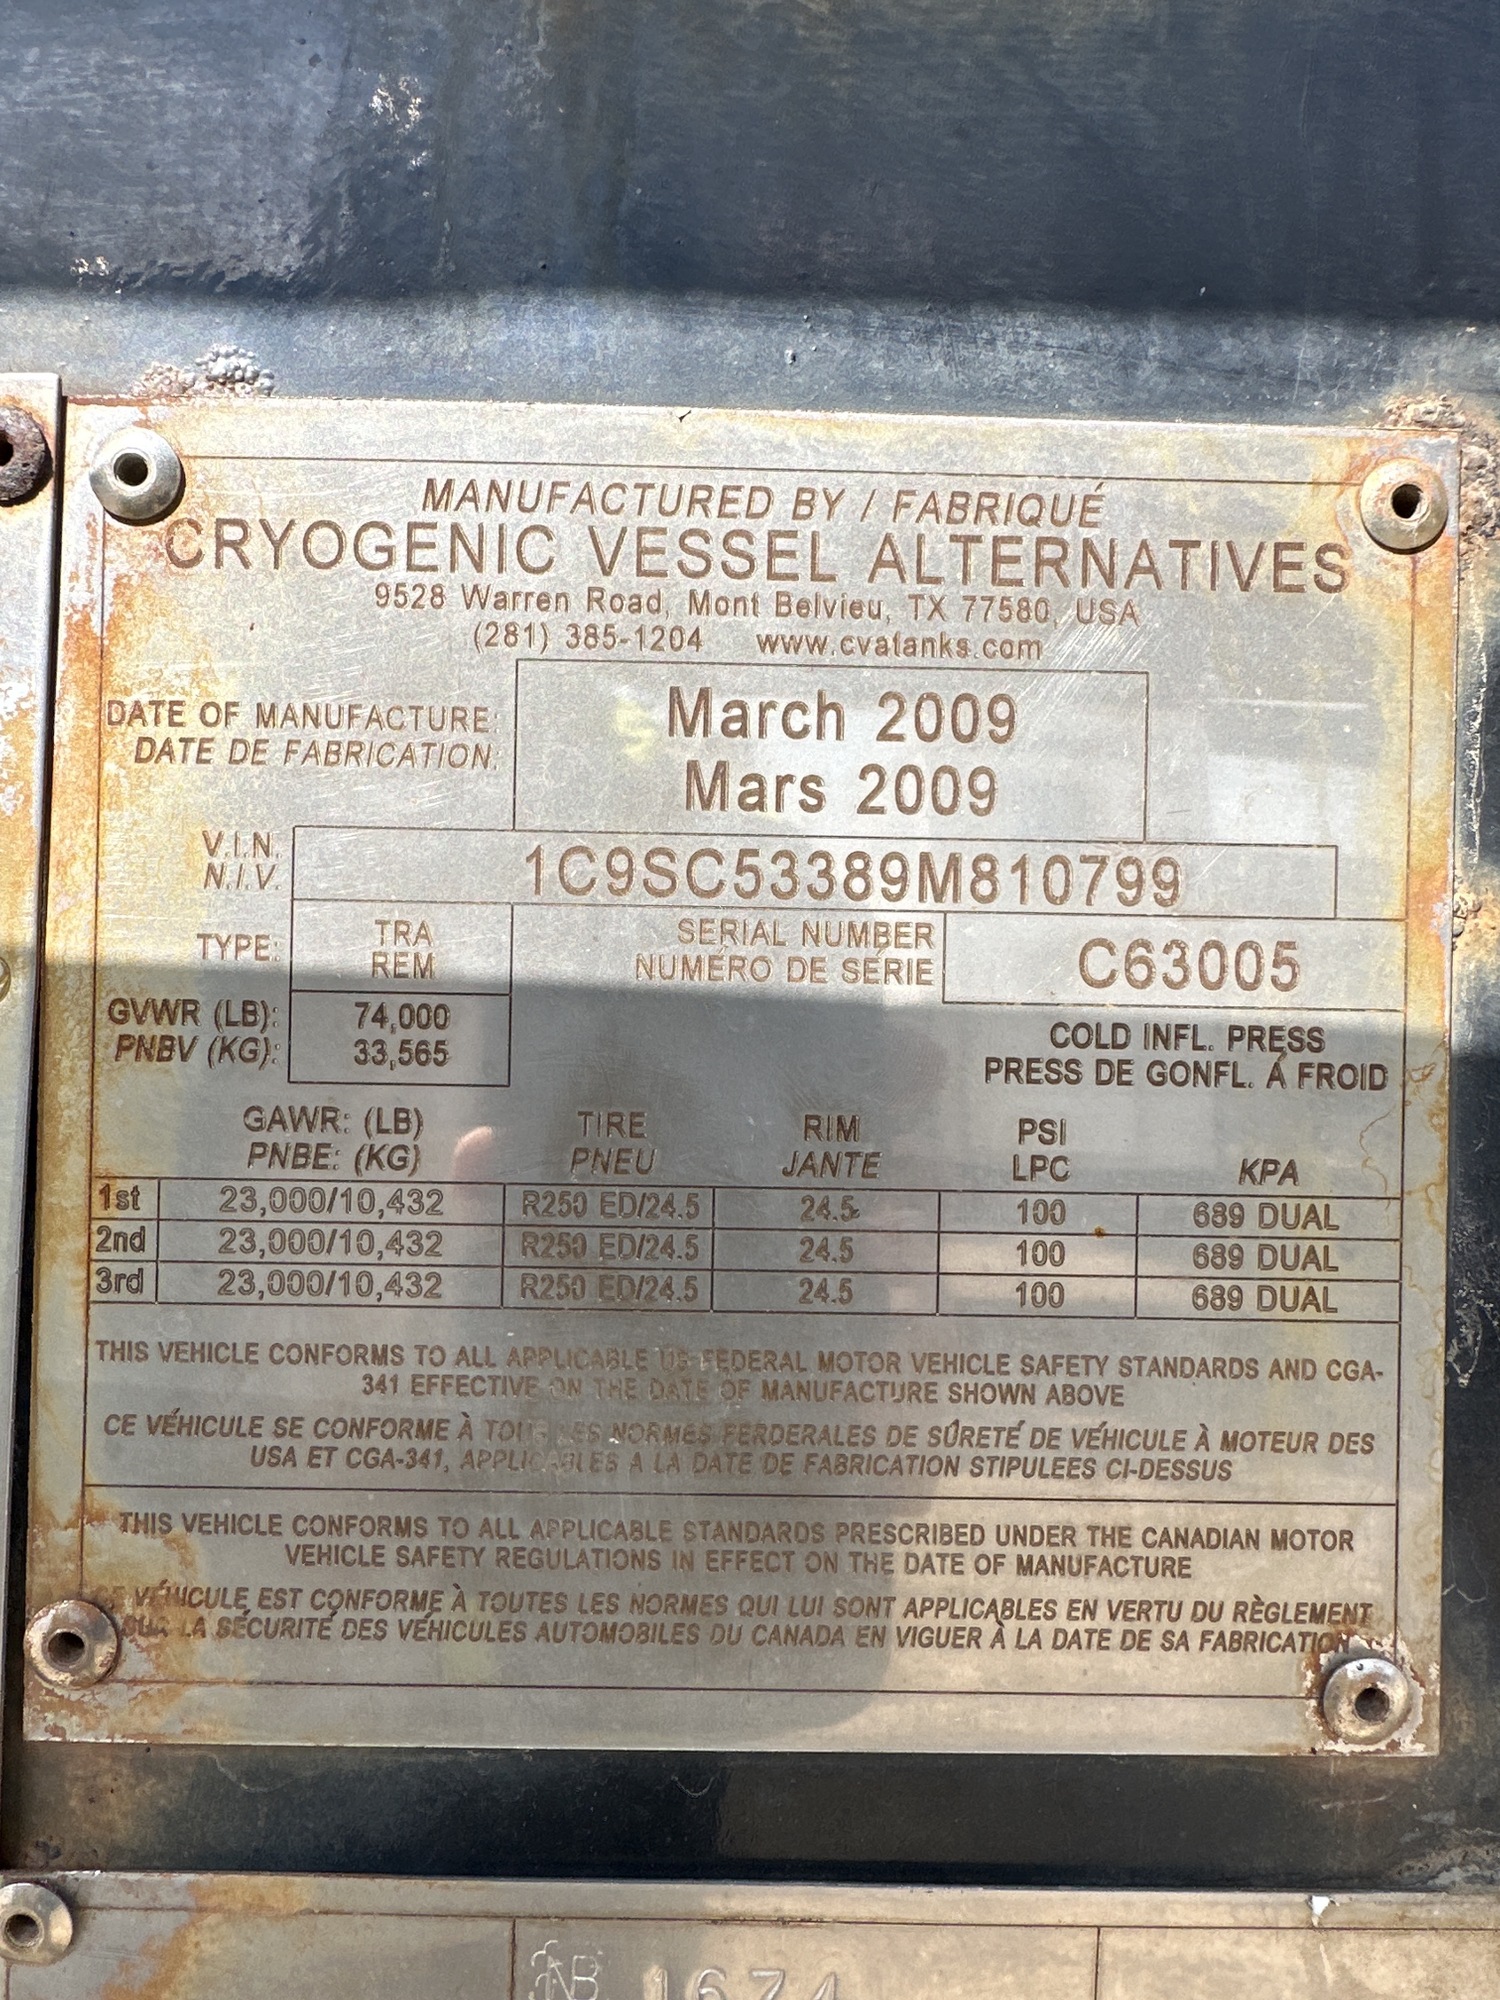 MANUFACTURED BY / FABRIQUÉ
CRYOGENIC VESSEL ALTERNATIVES
9528 Warren Road, Mont Belvieu, TX 77580, USA
(281) 385-1204 www.cvatanks.com
DATE OF MANUFACTURE: March 2009
DATE DE FABRICATION: Mars 2009
V.I.N.
N.I.V. 1C9SC53389M810799
TYPE: TRA
REM
SERIAL NUMBER
NUMÉRO DE SÉRIE C63005
GVWR (LB): 74,000
PNBV (KG): 33,565
COLD INFL. PRESS
PRESS DE GONFL. Á FROID
GAWR: (LB) TIRE RIM PSI
PNBE: (KG) PNEU JANTE LPC KPA
1st 23,000/10,432 R250 ED/24.5 24.5 100 689 DUAL
2nd 23,000/10,432 R250 ED/24.5 24.5 100 689 DUAL
3rd 23,000/10,432 R250 ED/24.5 24.5 100 689 DUAL
THIS VEHICLE CONFORMS TO ALL APPLICABLE US FEDERAL MOTOR VEHICLE SAFETY STANDARDS AND CGA-
341 EFFECTIVE ON THE DATE OF MANUFACTURE SHOWN ABOVE
CE VÉHICULE SE CONFORME À TOUS LES NORMES FERDERALES DE SÛRETÉ DE VÉHICULE À MOTEUR DES
USA ET CGA-341, APPLICABLES A LA DATE DE FABRICATION STIPULEES CI-DESSUS
THIS VEHICLE CONFORMS TO ALL APPLICABLE STANDARDS PRESCRIBED UNDER THE CANADIAN MOTOR
VEHICLE SAFETY REGULATIONS IN EFFECT ON THE DATE OF MANUFACTURE
CE VÉHICULE EST CONFORME À TOUTES LES NORMES QUI LUI SONT APPLICABLES EN VERTU DU RÈGLEMENT
SUR LA SÉCURITÉ DES VÉHICULES AUTOMOBILES DU CANADA EN VIGUER À LA DATE DE SA FABRICATION
NB 1674